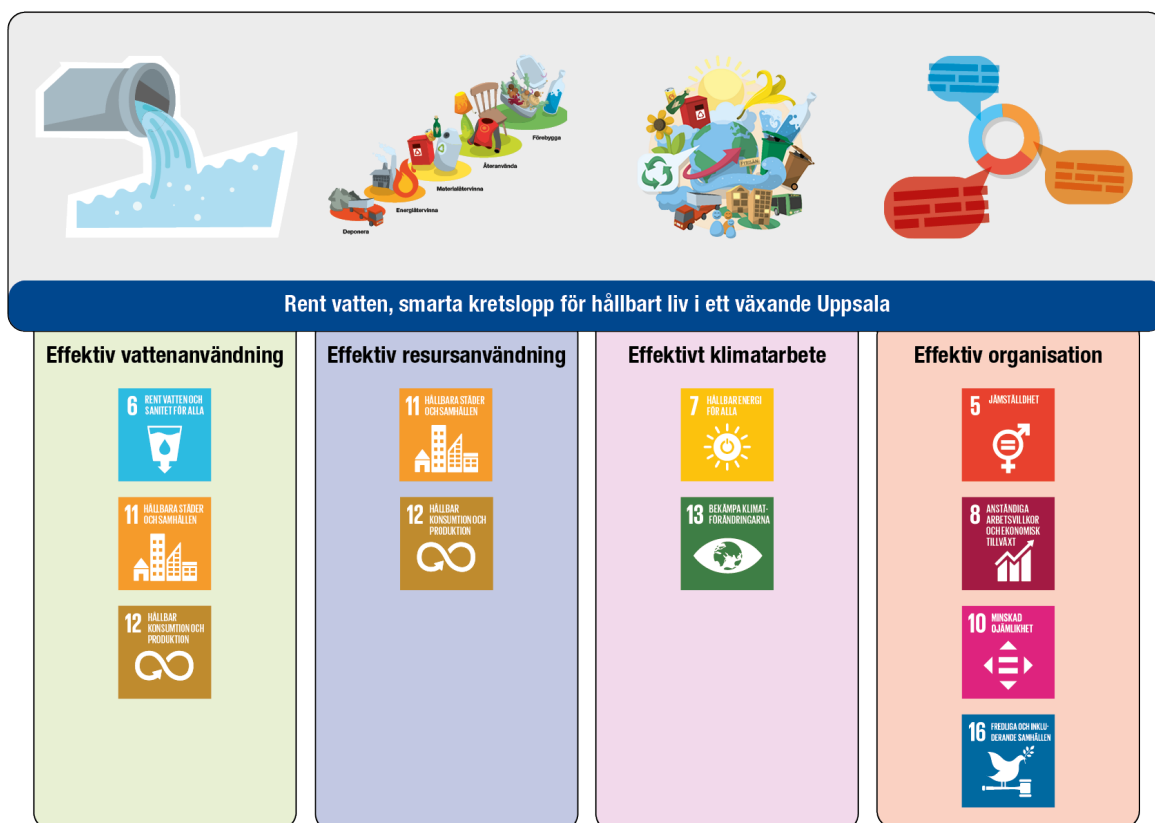 Förebygga
Återanvända
Materialåtervinna
Energiåtervinna
Deponera
Rent vatten, smarta kretslopp för hållbart liv i ett växande Uppsala
Effektiv vattenanvändning
6 RENT VATTEN OCH
SANITET FÖR ALLA
11 HÅLLBARA STÄDER
OCH SAMHÄLLEN
12 HÅLLBAR
KONSUMTION OCH
PRODUKTION
Effektiv resursanvändning
11 HÅLLBARA STÄDER
OCH SAMHÄLLEN
12 HÅLLBAR
KONSUMTION OCH
PRODUKTION
Effektivt klimatarbete
7 HÅLLBAR ENERGI
FÖR ALLA
13 BEKÄMPA KLIMAT-
FÖRÄNDRINGARNA
Effektiv organisation
5 JÄMSTÄLLDHET
8 ANSTÄNDIGA
ARBETSVILLKOR
OCH EKONOMISK
TILLVÄXT
10 MINSKAD
OJÄMLIKHET
16 FREDLIGA OCH INKLU-
DERANDE SAMHÄLLEN